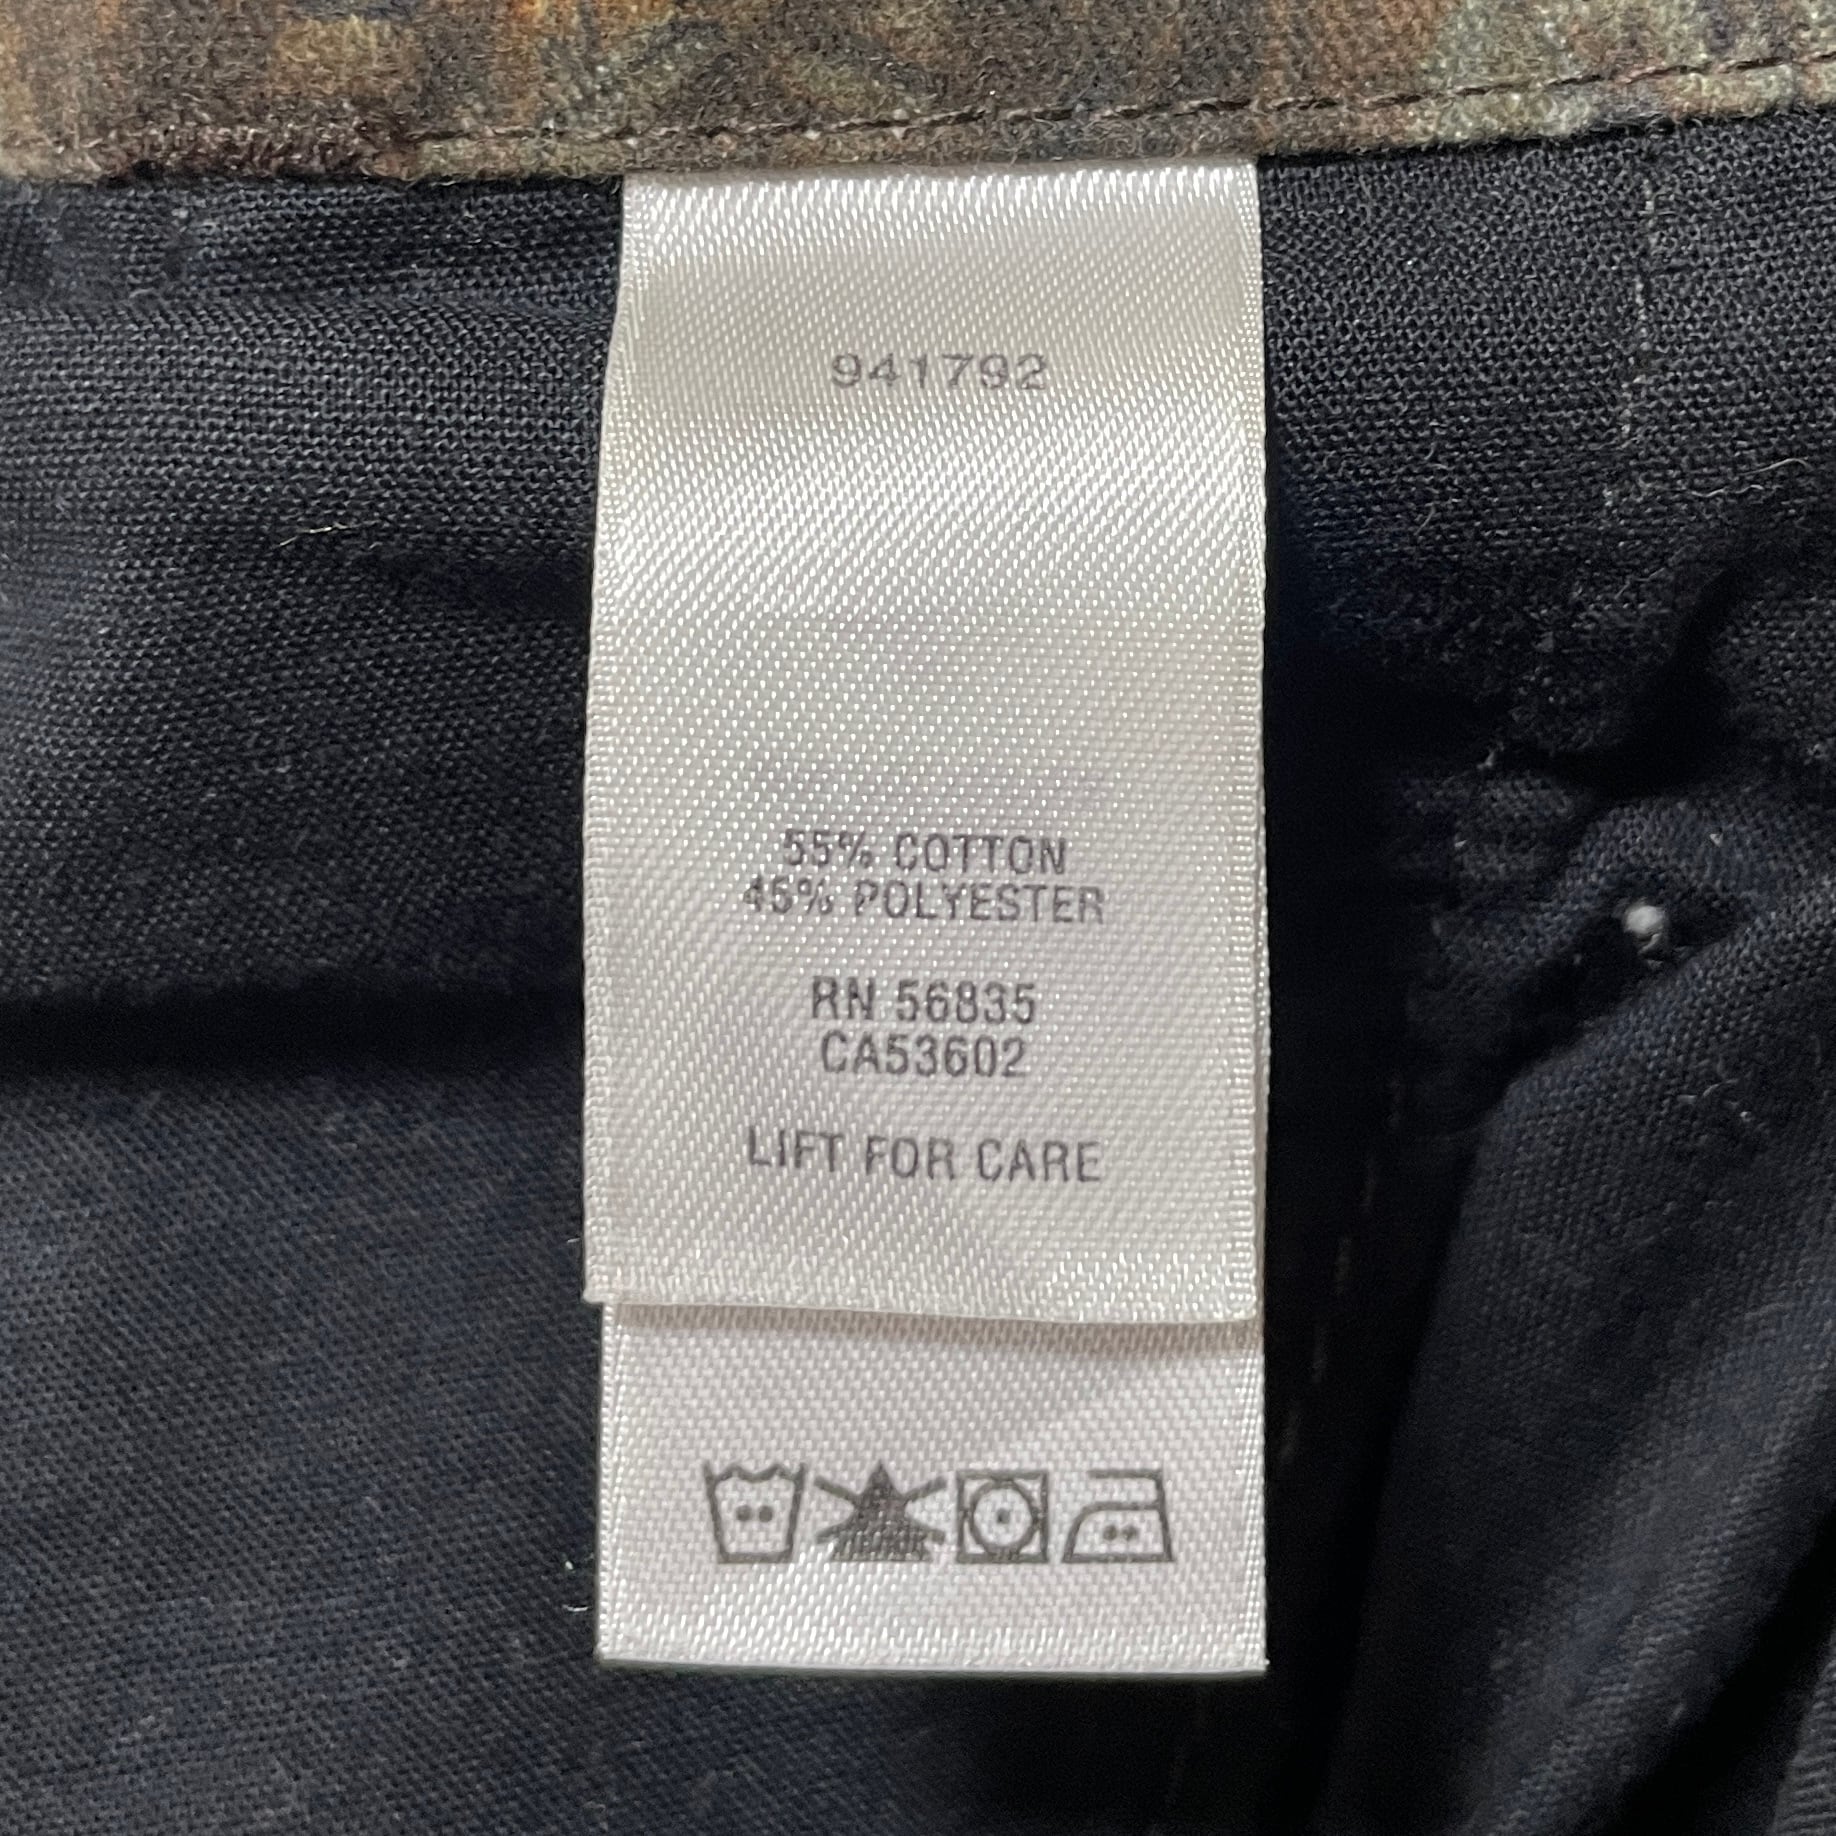 941792
55% COTTON
45% POLYESTER
RN 56835
CA53602
LIFT FOR CARE